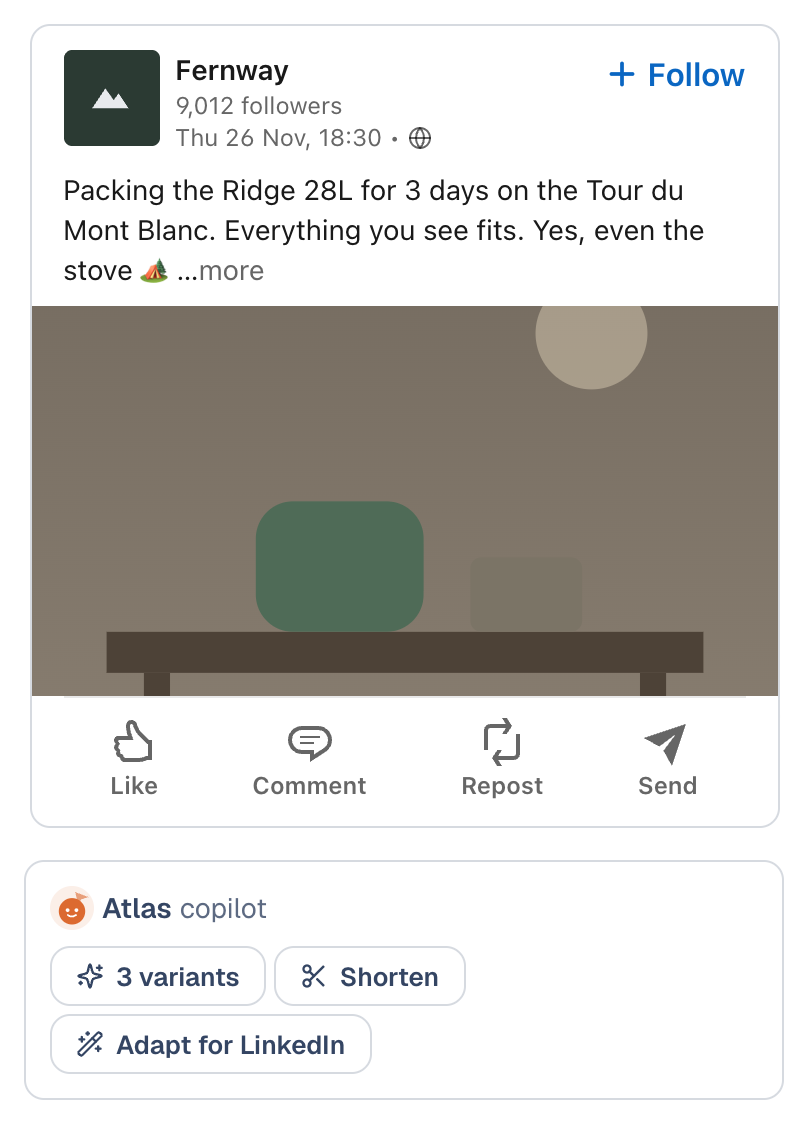 Fernway
+ Follow
9,012 followers
Thu 26 Nov, 18:30 •
Packing the Ridge 28L for 3 days on the Tour du
Mont Blanc. Everything you see fits. Yes, even the
stove 🏕️ ...more
Like
Comment
Repost
Send
Atlas copilot
3 variants
Shorten
Adapt for LinkedIn